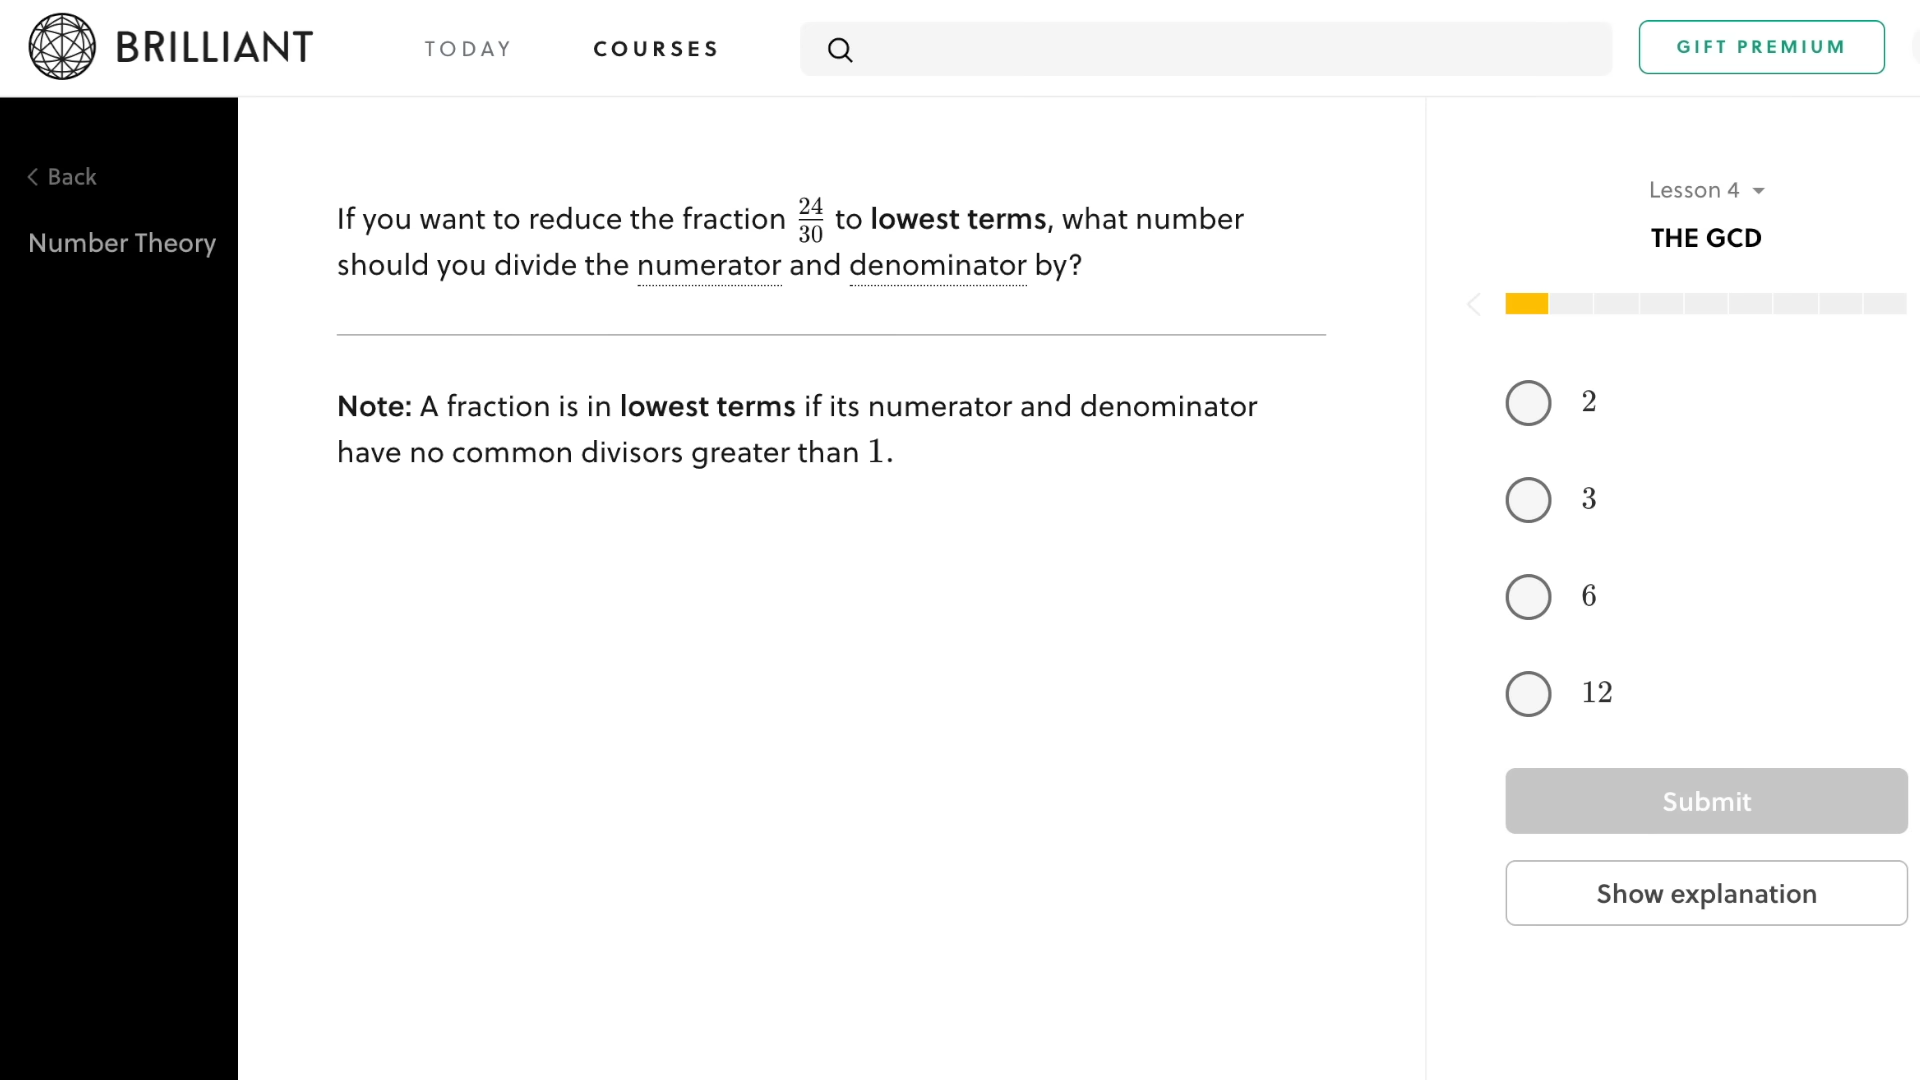 BRILLIANT
TODAY
COURSES
GIFT PREMIUM
Back
Number Theory
If you want to reduce the fraction 24/30 to lowest terms, what number
should you divide the numerator and denominator by?
Note: A fraction is in lowest terms if its numerator and denominator
have no common divisors greater than 1.
Lesson 4
THE GCD
2
3
6
12
Submit
Show explanation